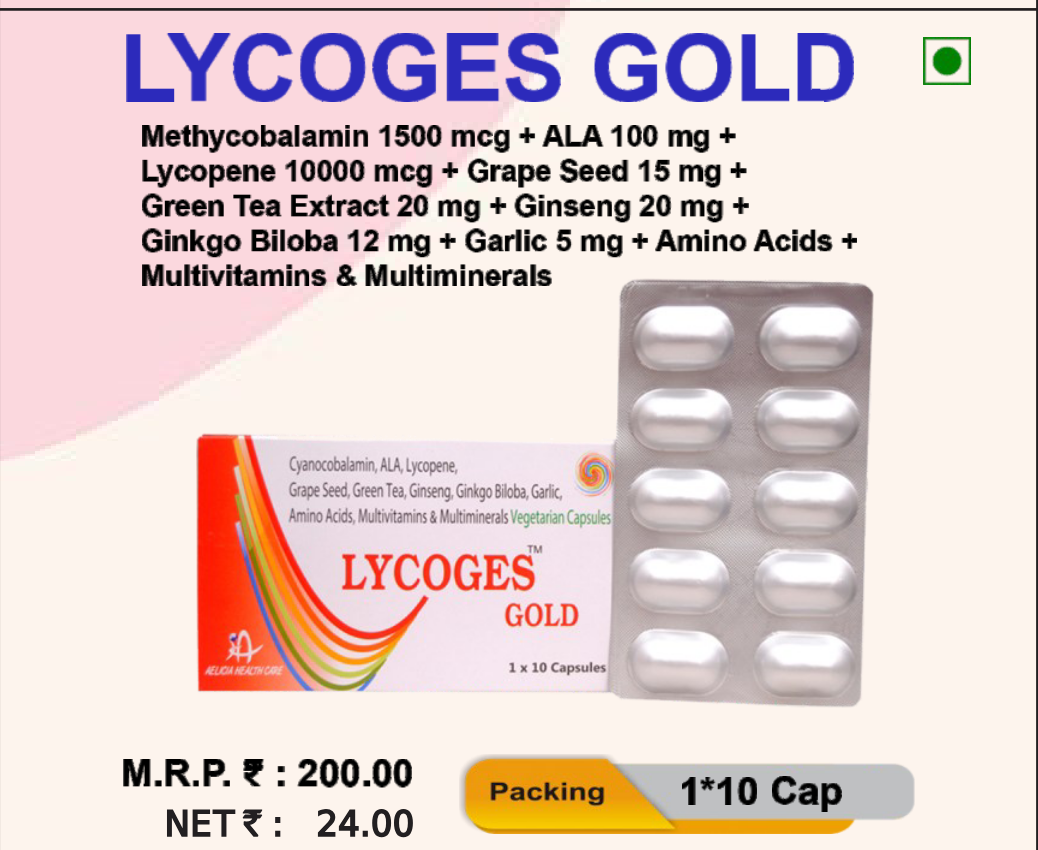 LYCOGES GOLD
Methycobalamin 1500 mcg + ALA 100 mg +
Lycopene 10000 mcg + Grape Seed 15 mg +
Green Tea Extract 20 mg + Ginseng 20 mg +
Ginkgo Biloba 12 mg + Garlic 5 mg + Amino Acids +
Multivitamins & Multiminerals
Cyanocobalamin, ALA, Lycopene,
Grape Seed, Green Tea, Ginseng, Ginkgo Biloba, Garlic,
Amino Acids, Multivitamins & Multiminerals Vegetarian Capsules
LYCOGES™
GOLD
AELICIA HEALTH CARE
1 x 10 Capsules
M.R.P. ₹ : 200.00
NET ₹ : 24.00
Packing 1*10 Cap